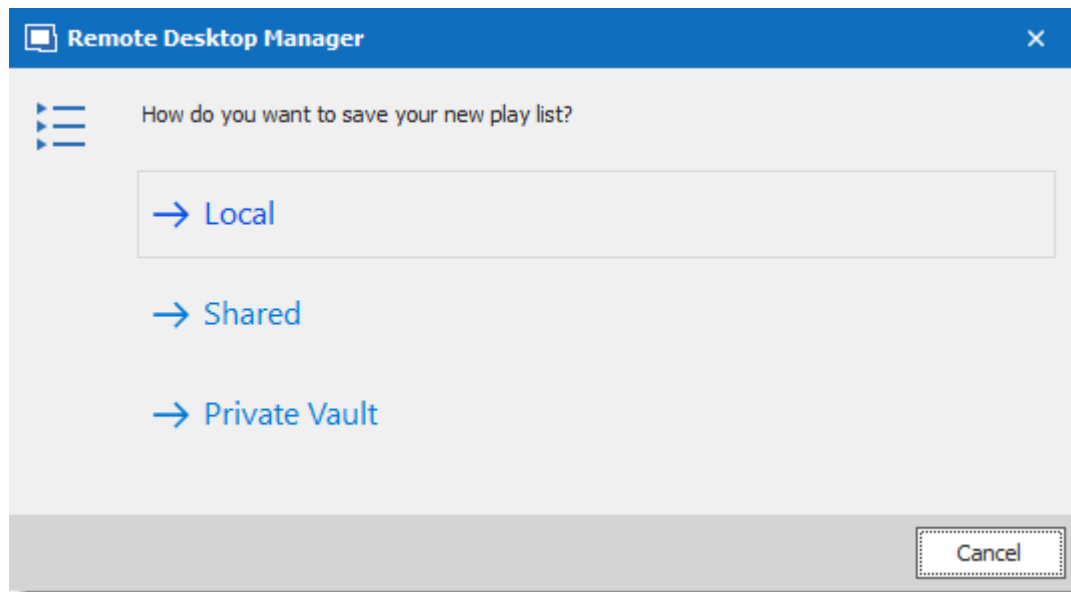 Remote Desktop Manager
How do you want to save your new play list?
Local
Shared
Private Vault
Cancel